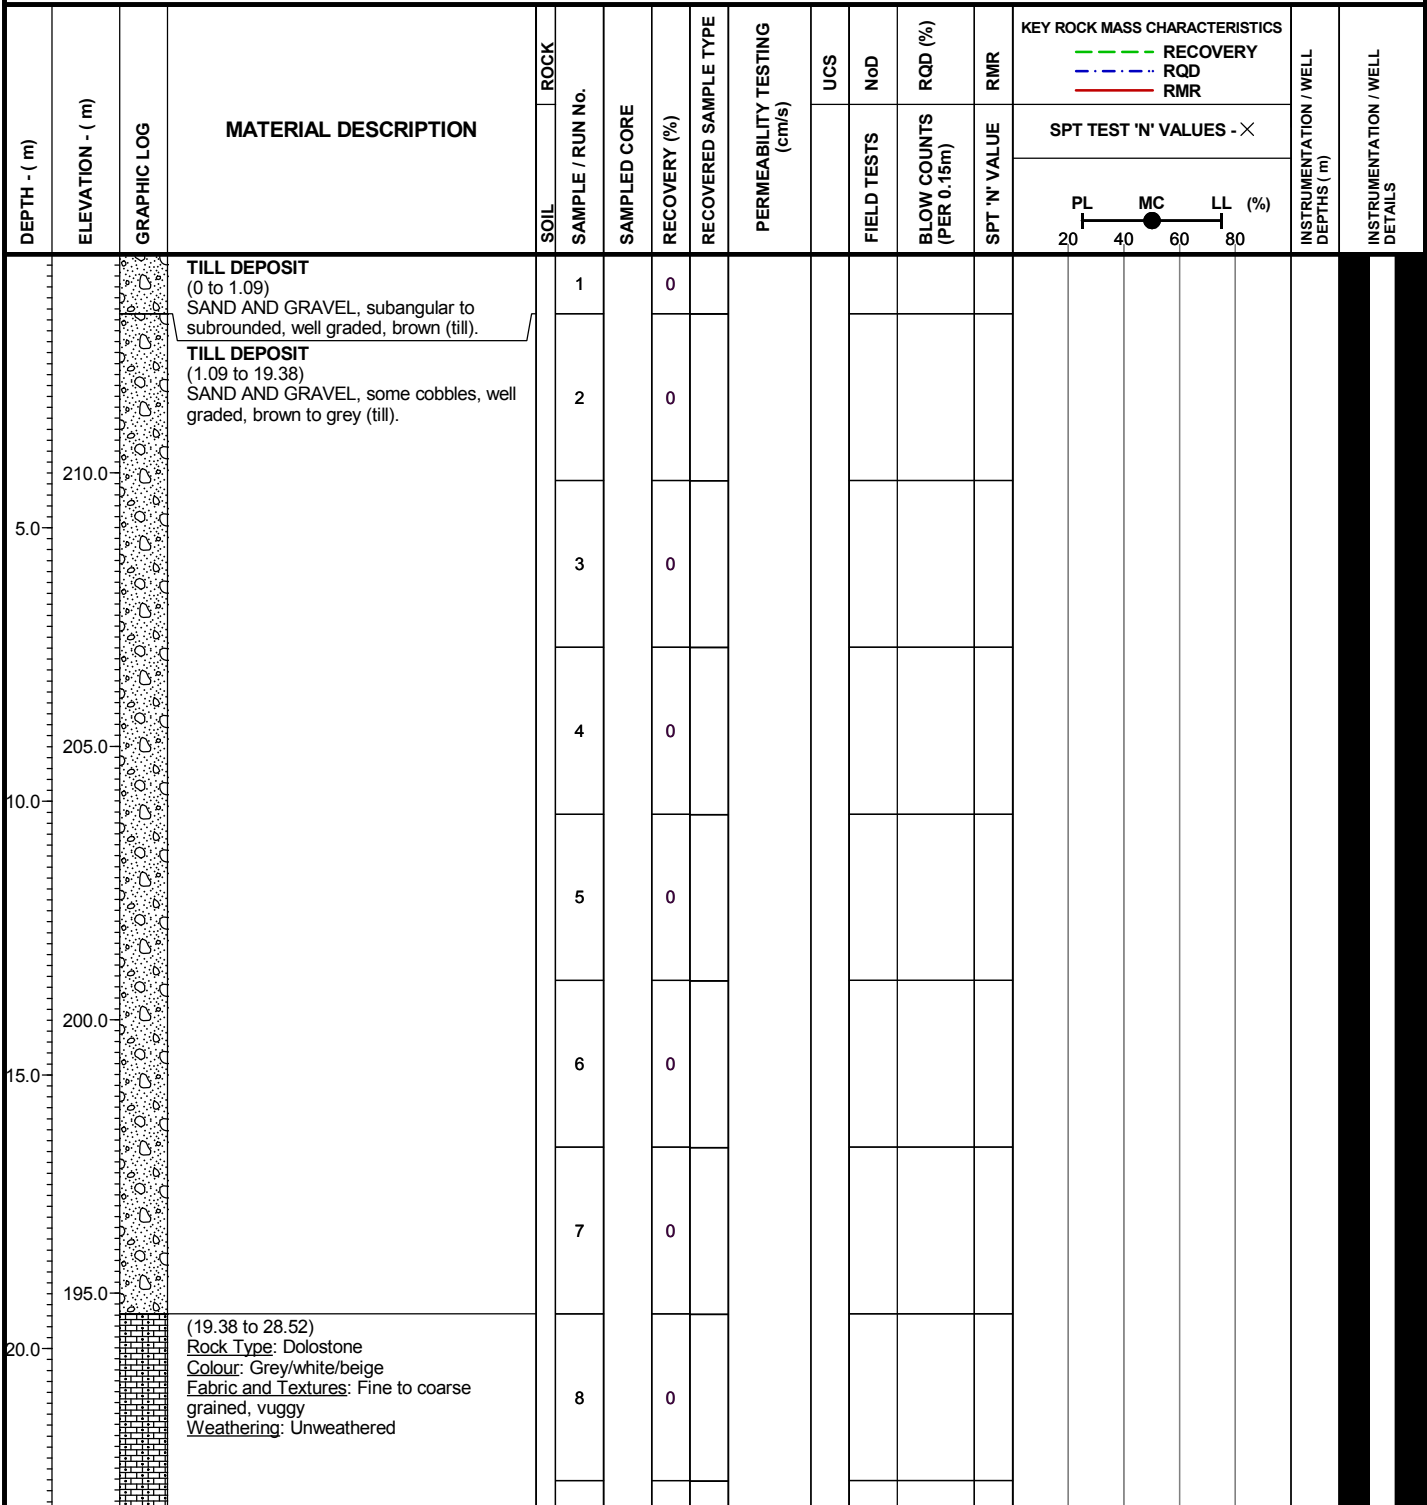 DEPTH - ( m)
ELEVATION - ( m)
GRAPHIC LOG
MATERIAL DESCRIPTION
ROCK
SOIL
SAMPLE / RUN No.
SAMPLED CORE
RECOVERY (%)
RECOVERED SAMPLE TYPE
PERMEABILITY TESTING
(cm/s)
UCS
NoD
RQD (%)
RMR
FIELD TESTS
BLOW COUNTS
(PER 0.15m)
SPT 'N' VALUE
KEY ROCK MASS CHARACTERISTICS
RECOVERY
RQD
RMR
SPT TEST 'N' VALUES - ×
PL MC LL (%)
20 40 60 80
INSTRUMENTATION / WELL
DEPTHS ( m)
INSTRUMENTATION / WELL
DETAILS
TILL DEPOSIT
(0 to 1.09)
SAND AND GRAVEL, subangular to
subrounded, well graded, brown (till).
1 0
TILL DEPOSIT
(1.09 to 19.38)
SAND AND GRAVEL, some cobbles, well
graded, brown to grey (till).
2 0
210.0
5.0
3 0
4 0
205.0
10.0
5 0
200.0
6 0
15.0
7 0
195.0
(19.38 to 28.52)
Rock Type: Dolostone
20.0
Colour: Grey/white/beige
Fabric and Textures: Fine to coarse
grained, vuggy
Weathering: Unweathered
8 0